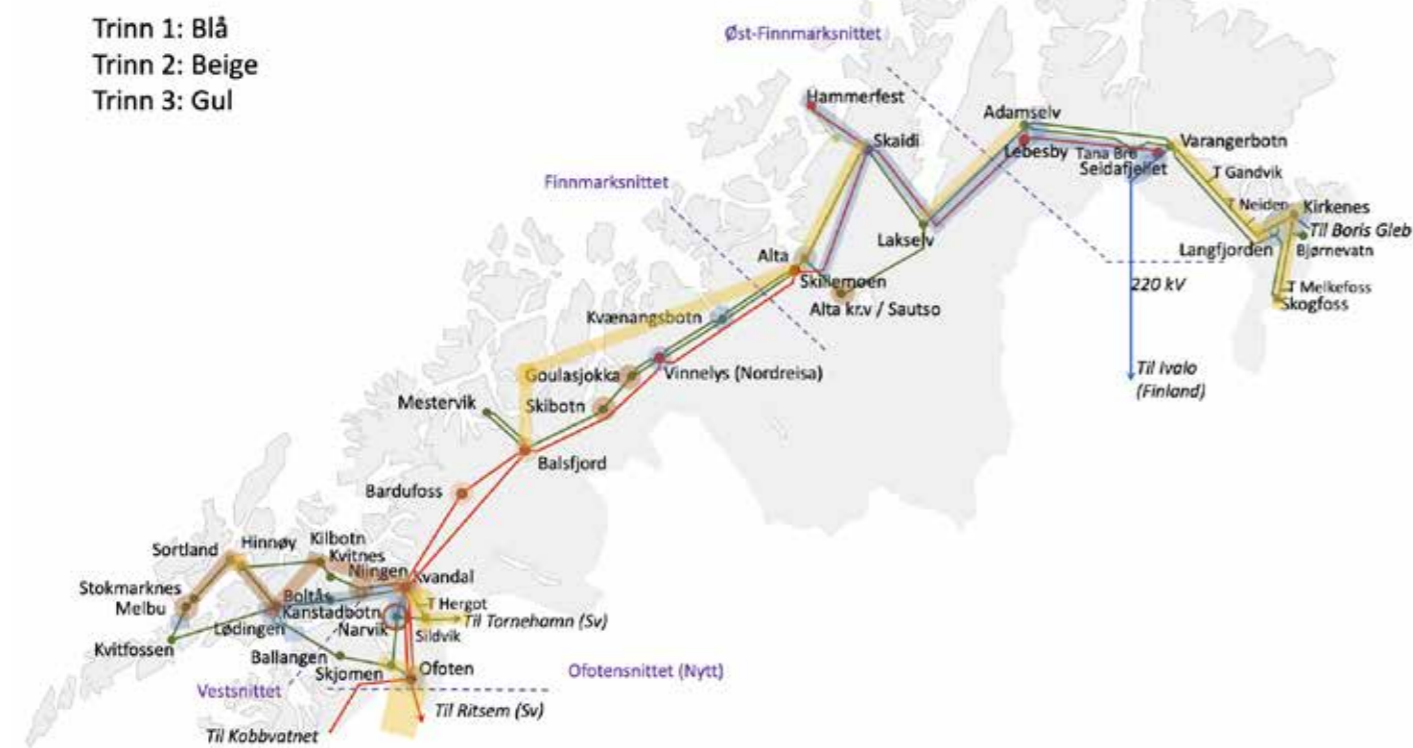 Trinn 1: Blå
Trinn 2: Beige
Trinn 3: Gul
Øst-Finnmarksnittet
Hammerfest
Adamselv
Skaidi
Varangerbotn
Lebesby
Tana Bru
Seidafjellet
T Gandvik
Finnmarksnittet
T Neiden
Kirkenes
Til Boris Gleb
Lakselv
Langfjorden
Bjørnevatn
Alta
Skillemoen
220 kV
T Melkefoss
Skogfoss
Kvænangsbotn
Alta kr.v / Sautso
Goulasjokka
Vinnelys (Nordreisa)
Til Ivalo
(Finland)
Mestervik
Skibotn
Balsfjord
Bardufoss
Kilbotn
Sortland
Hinnøy
Kvitnes
Niingen
Kvandal
Stokmarknes
Boltås
Melbu
Kanstadbotn
T Hergot
Lødingen
Narvik
Sildvik
Til Tornehamn (Sv)
Kvitfossen
Ballangen
Skjomen
Ofoten
Ofotensnittet (Nytt)
Vestsnittet
Til Ritsem (Sv)
Til Kobbvatnet